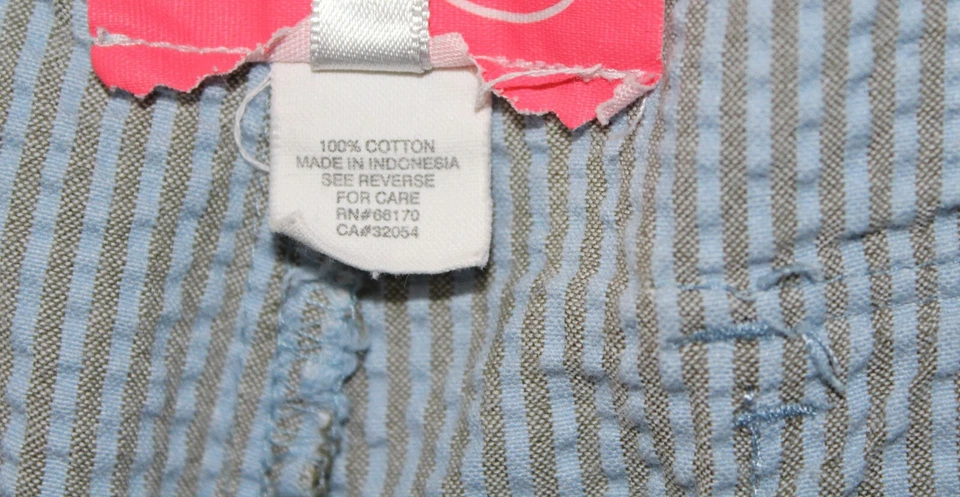 100% COTTON
MADE IN INDONESIA
SEE REVERSE
FOR CARE
RN#66170
CA#32054